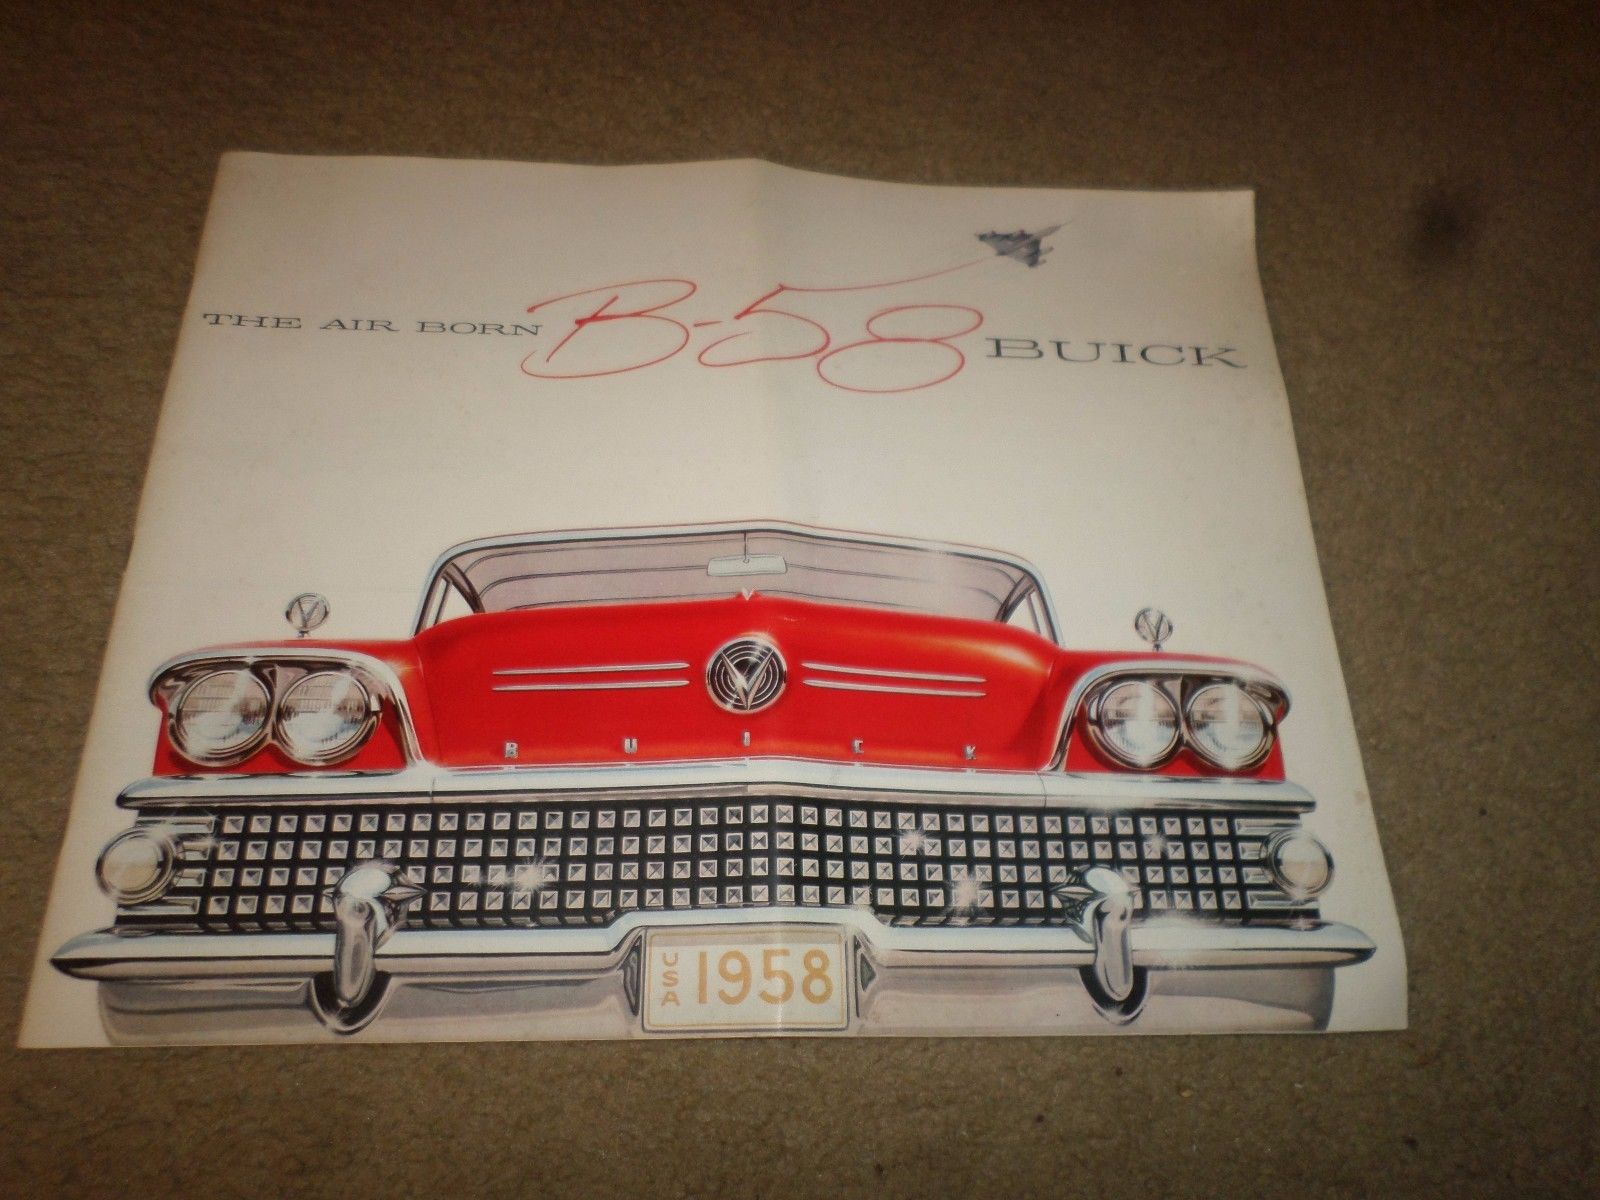 THE AIR BORN B-58 BUICK
V V
V
BUICK
USA 1958